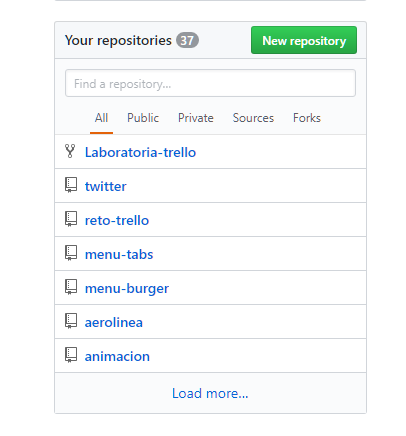 Your repositories 37 New repository
Find a repository...
All Public Private Sources Forks
Laboratoria-trello
twitter
reto-trello
menu-tabs
menu-burger
aerolinea
animacion
Load more...